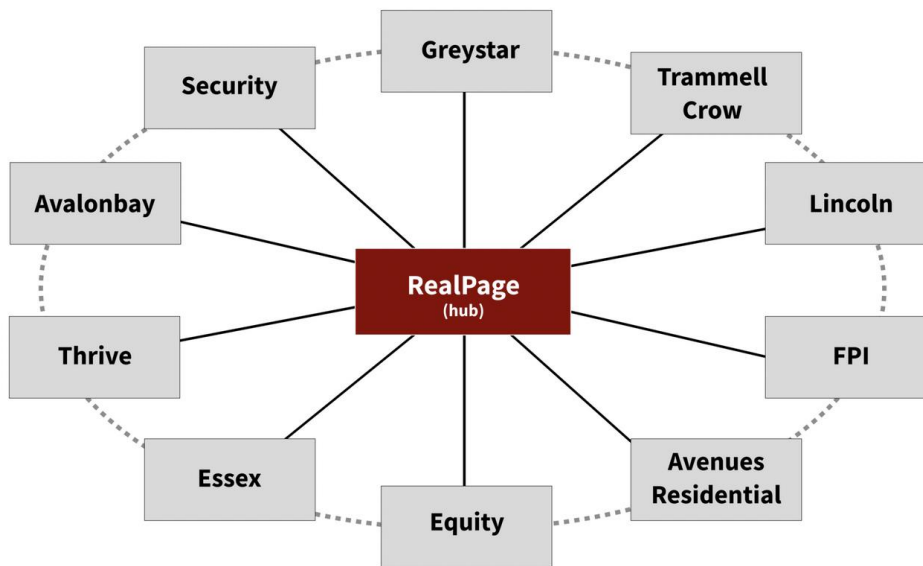 Greystar
Security
Trammell
Crow
Avalonbay
Lincoln
RealPage
(hub)
Thrive
FPI
Essex
Avenues
Residential
Equity